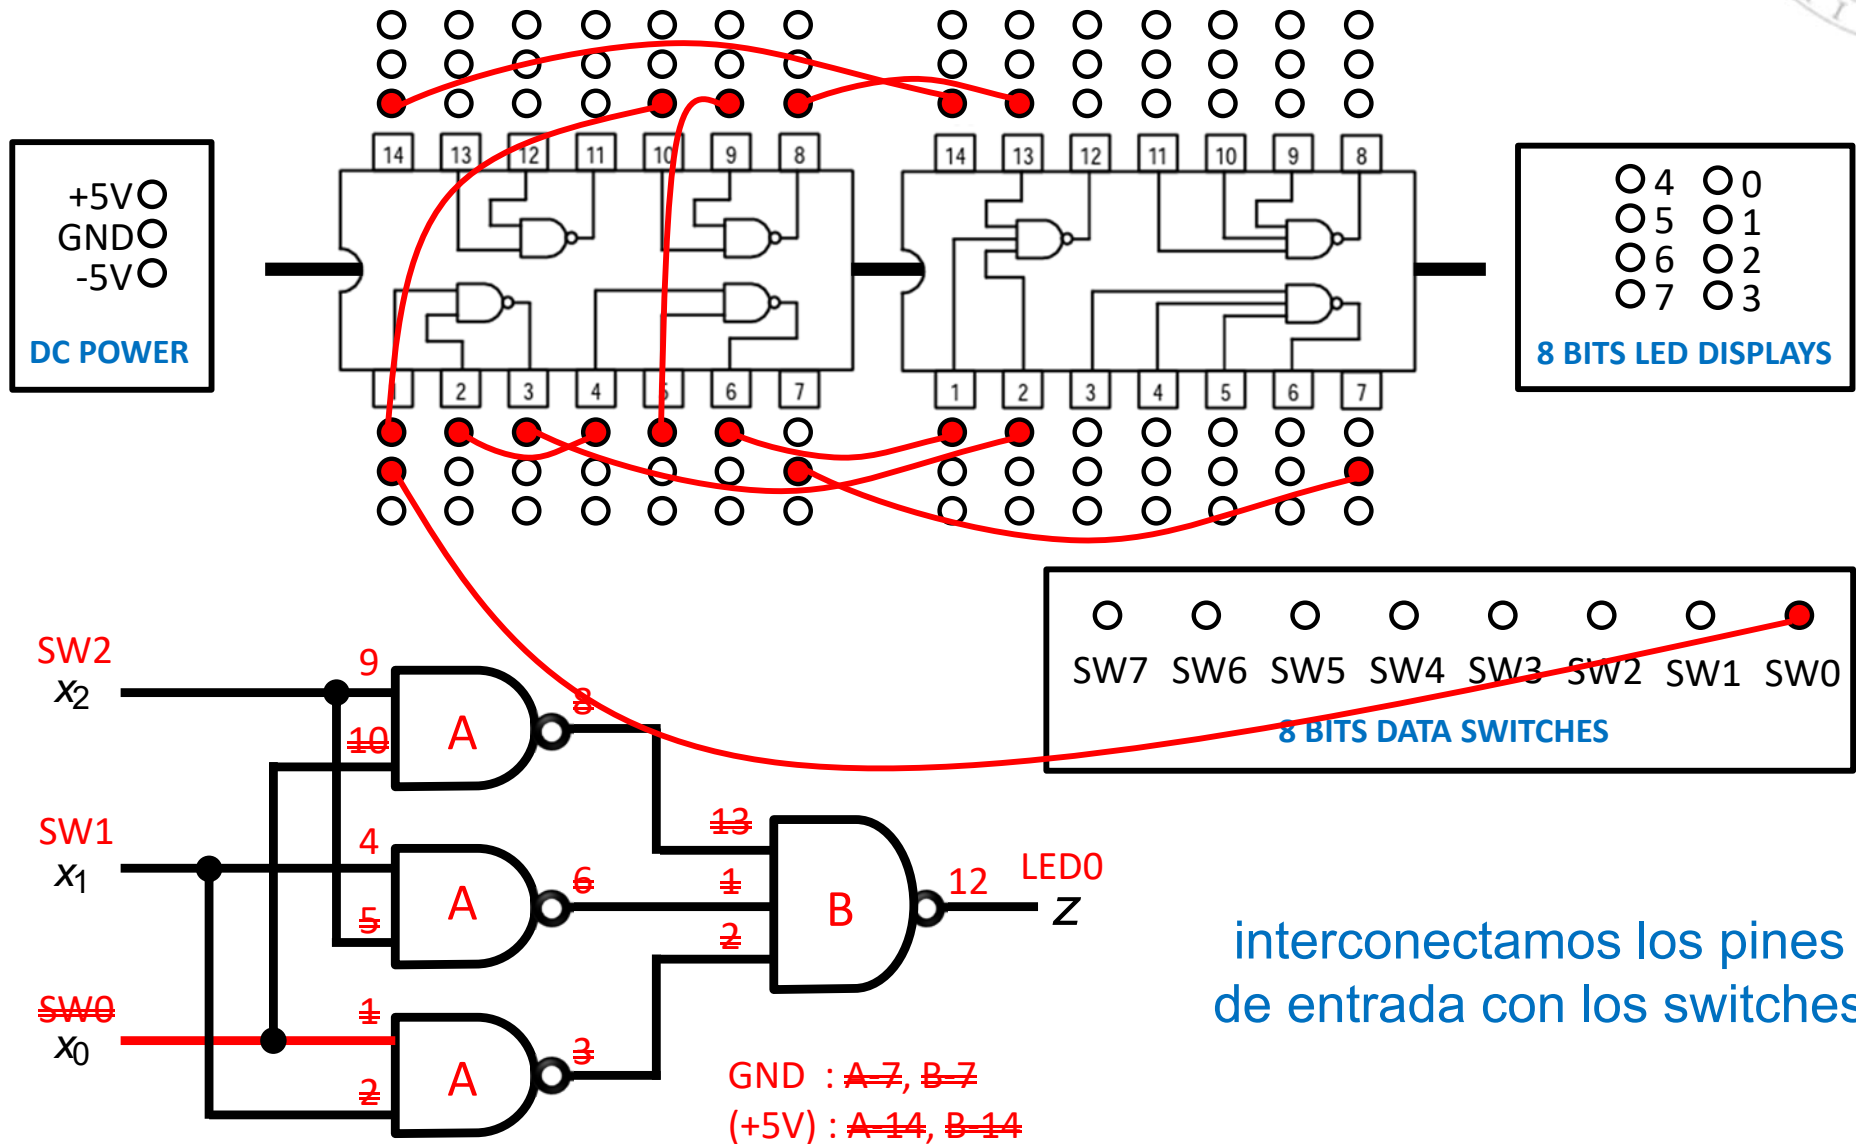 14 13 12 11 10 9 8
14 13 12 11 10 9 8
+5V
GND
-5V
DC POWER
4 0
5 1
6 2
7 3
8 BITS LED DISPLAYS
1 2 3 4 5 6 7
1 2 3 4 5 6 7
SW7 SW6 SW5 SW4 SW3 SW2 SW1 SW0
8 BITS DATA SWITCHES
SW2
x2
9
10
A
8
SW1
x1
4
5
A
6
SW0
x0
1
2
A
3
13
1
2
B
12
LED0
z
GND : A-7, B-7
(+5V) : A-14, B-14
interconectamos los pines
de entrada con los switches